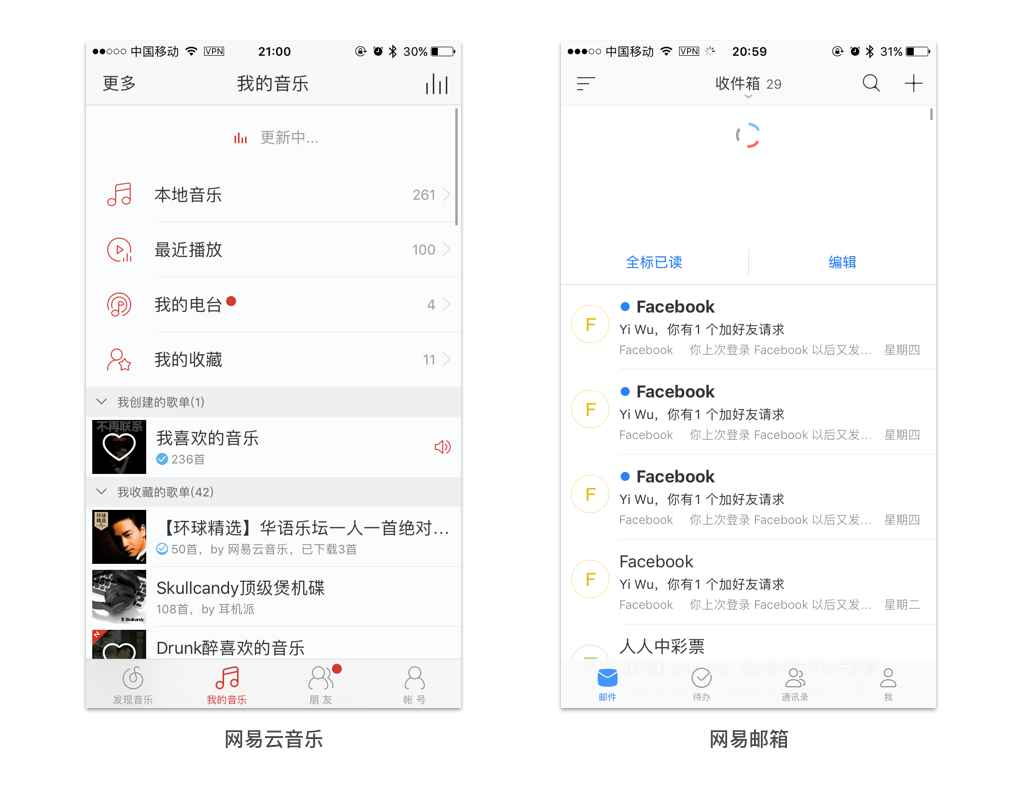 中国移动 VPN 21:00 30%
更多 我的音乐
更新中...
本地音乐 261
最近播放 100
我的电台 4
我的收藏 11
我创建的歌单(1)
不再联系
我喜欢的音乐
236首
我收藏的歌单(42)
环球
精选
【环球精选】华语乐坛一人一首绝对...
50首，by 网易云音乐，已下载3首
Skullcandy顶级煲机碟
108首，by 耳机派
Skullcandy
Drunk醉喜欢的音乐
发现音乐 我的音乐 朋友 帐号
网易云音乐
中国移动 VPN 20:59 31%
收件箱 29
全标已读 编辑
F
Facebook
Yi Wu，你有1 个加好友请求
Facebook 你上次登录 Facebook 以后又发... 星期四
F
Facebook
Yi Wu，你有1 个加好友请求
Facebook 你上次登录 Facebook 以后又发... 星期四
F
Facebook
Yi Wu，你有1 个加好友请求
Facebook 你上次登录 Facebook 以后又发... 星期四
F
Facebook
Yi Wu，你有1 个加好友请求
Facebook 你上次登录 Facebook 以后又发... 星期二
人人中彩票
邮件 待办 通讯录 我
网易邮箱